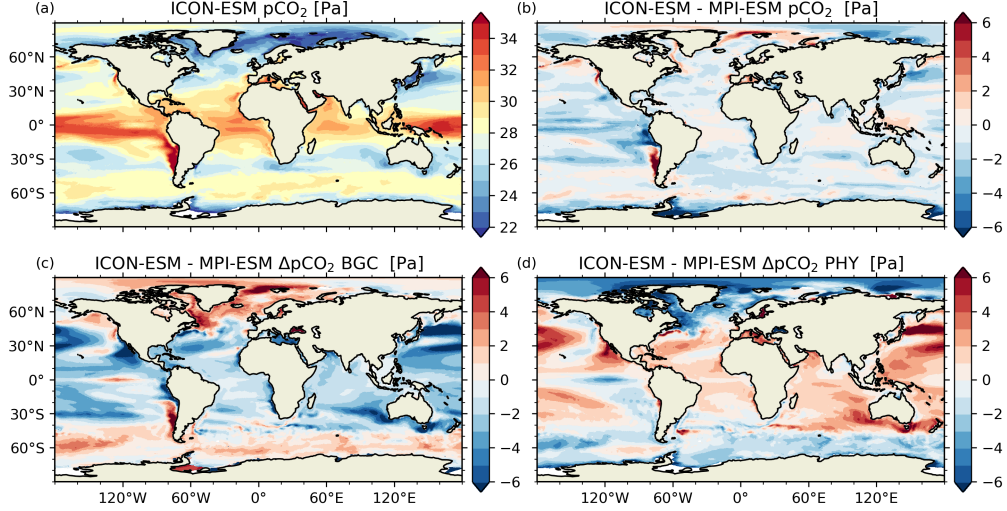 (a) ICON-ESM pCO₂ [Pa]
60°N
30°N
0°
30°S
60°S
34
32
30
28
26
24
22
(b) ICON-ESM - MPI-ESM pCO₂ [Pa]
6
4
2
0
−2
−4
−6
(c) ICON-ESM - MPI-ESM ΔpCO₂ BGC [Pa]
60°N
30°N
0°
30°S
60°S
120°W 60°W 0° 60°E 120°E
6
4
2
0
−2
−4
−6
(d) ICON-ESM - MPI-ESM ΔpCO₂ PHY [Pa]
120°W 60°W 0° 60°E 120°E
6
4
2
0
−2
−4
−6